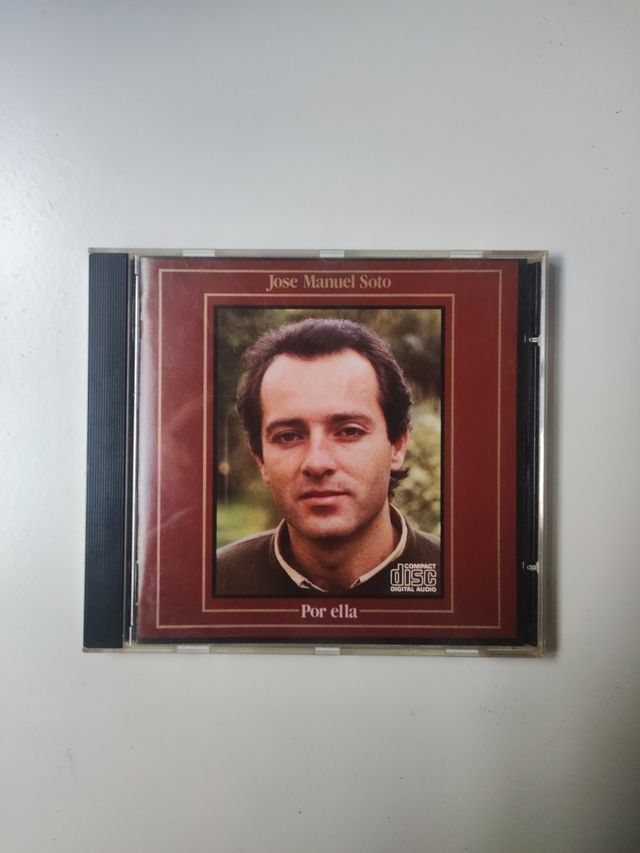 Jose Manuel Soto
COMPACT
disc
DIGITAL AUDIO
Por ella